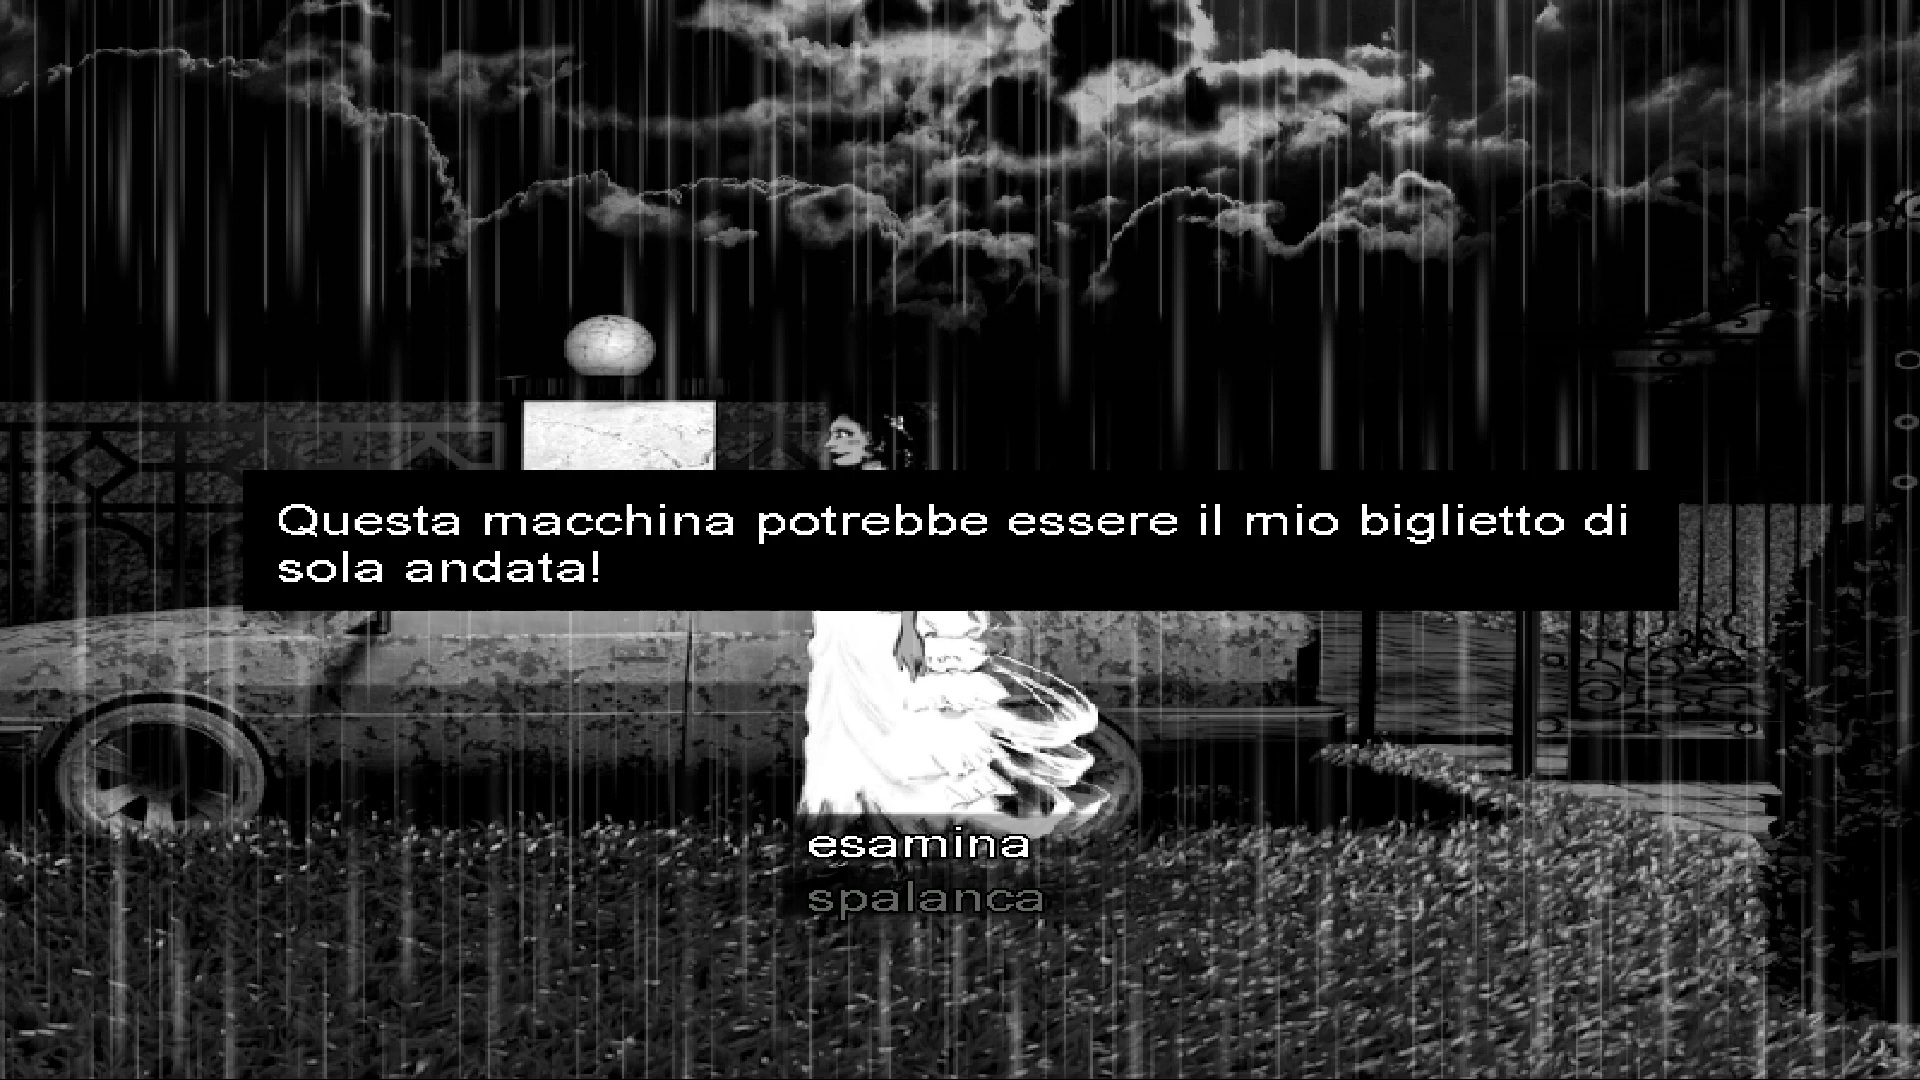 Questa macchina potrebbe essere il mio biglietto di
sola andata!
esamina
spalanca